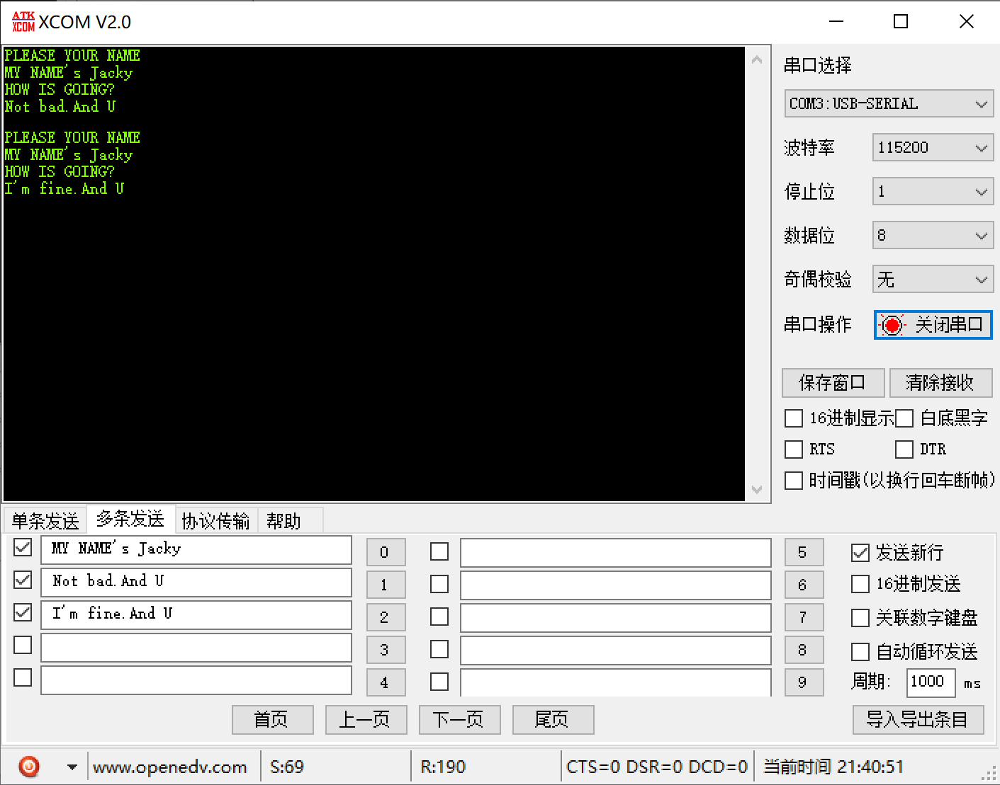 ATK
XCOM
XCOM V2.0
PLEASE YOUR NAME
MY NAME's Jacky
HOW IS GOING?
Not bad.And U
PLEASE YOUR NAME
MY NAME's Jacky
HOW IS GOING?
I'm fine.And U
串口选择
COM3:USB-SERIAL
波特率 115200
停止位 1
数据位 8
奇偶校验 无
串口操作 关闭串口
保存窗口 清除接收
16进制显示 白底黑字
RTS DTR
时间戳(以换行回车断帧)
单条发送 多条发送 协议传输 帮助
MY NAME's Jacky 0 5 发送新行
Not bad.And U 1 6 16进制发送
I'm fine.And U 2 7 关联数字键盘
3 8 自动循环发送
4 9 周期: 1000 ms
首页 上一页 下一页 尾页 导入导出条目
www.openedv.com S:69 R:190 CTS=0 DSR=0 DCD=0 当前时间 21:40:51